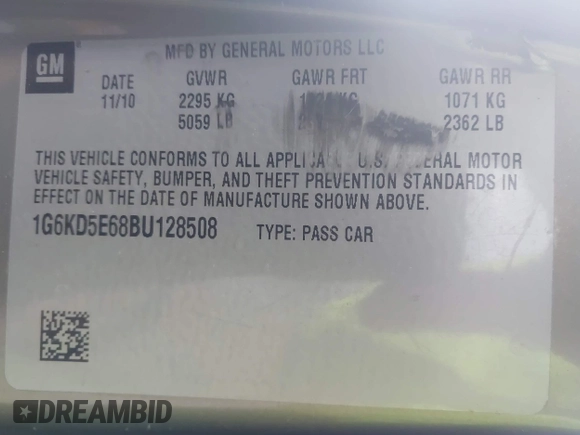 GM
MFD BY GENERAL MOTORS LLC
DATE GVWR GAWR FRT GAWR RR
11/10 2295 KG KG 1071 KG
5059 LB 2362 LB
THIS VEHICLE CONFORMS TO ALL U.S. MOTOR
VEHICLE SAFETY, BUMPER, AND THEFT PREVENTION STANDARDS IN
EFFECT ON THE DATE OF MANUFACTURE SHOWN ABOVE.
1G6KD5E68BU128508 TYPE: PASS CAR
DREAMBID